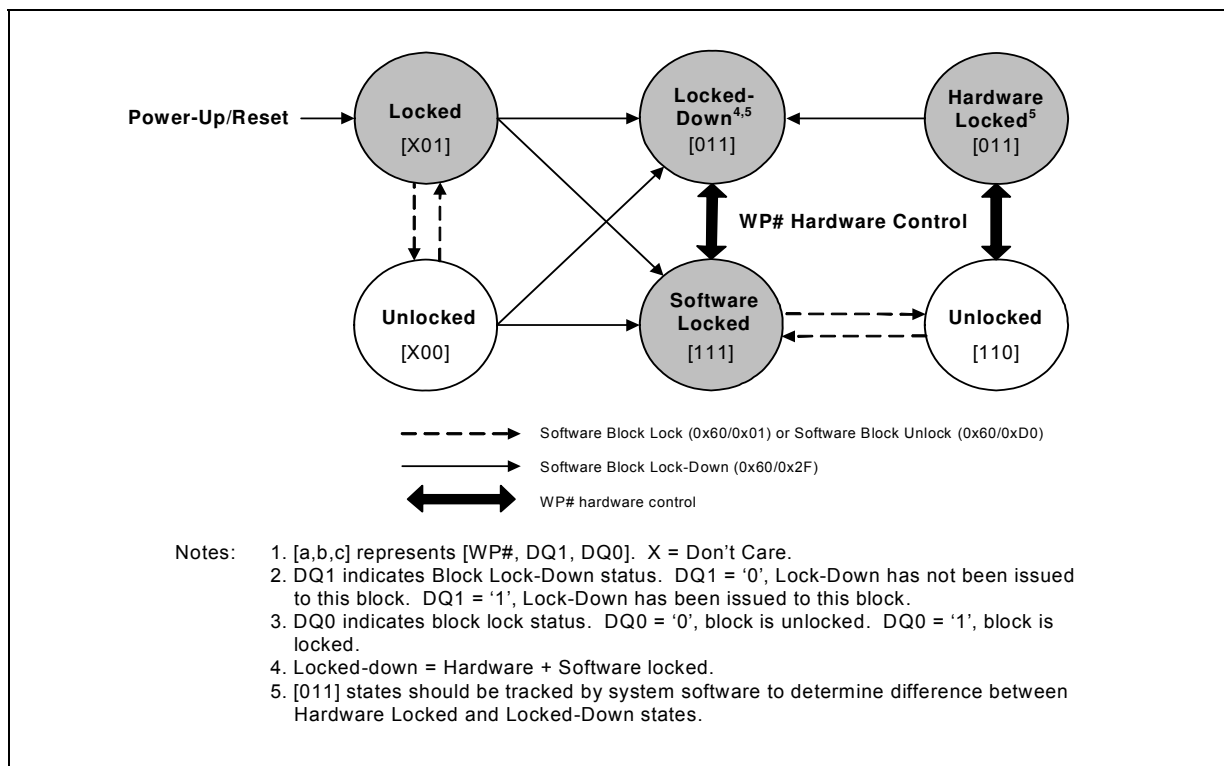 Power-Up/Reset
Locked
[X01]
Locked-
Down4,5
[011]
Hardware
Locked5
[011]
WP# Hardware Control
Unlocked
[X00]
Software
Locked
[111]
Unlocked
[110]
Software Block Lock (0x60/0x01) or Software Block Unlock (0x60/0xD0)
Software Block Lock-Down (0x60/0x2F)
WP# hardware control
Notes: 1. [a,b,c] represents [WP#, DQ1, DQ0]. X = Don't Care.
2. DQ1 indicates Block Lock-Down status. DQ1 = ‘0’, Lock-Down has not been issued
to this block. DQ1 = ‘1’, Lock-Down has been issued to this block.
3. DQ0 indicates block lock status. DQ0 = ‘0’, block is unlocked. DQ0 = ‘1’, block is
locked.
4. Locked-down = Hardware + Software locked.
5. [011] states should be tracked by system software to determine difference between
Hardware Locked and Locked-Down states.